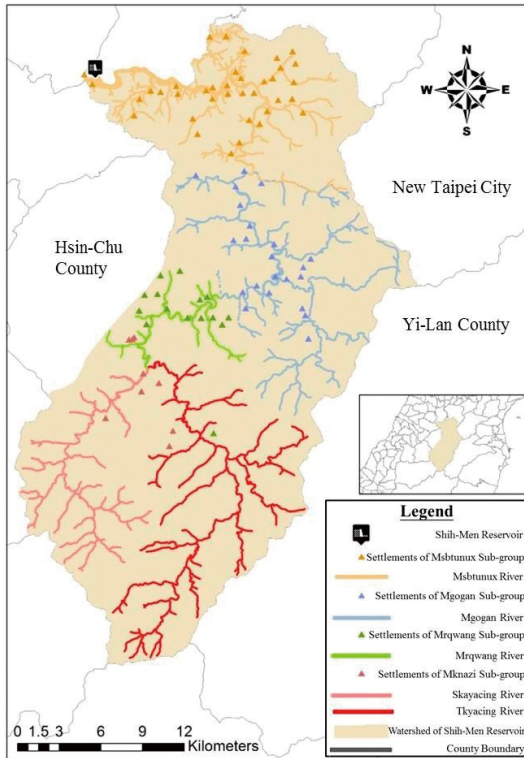 N
W E
S
New Taipei City
Hsin-Chu
County
Yi-Lan County
Legend
Shih-Men Reservoir
Settlements of Msbtunux Sub-group
Msbtunux River
Settlements of Mgogan Sub-group
Mgogan River
Settlements of Mrqwang Sub-group
Mrqwang River
Settlements of Mknazi Sub-group
Skayacing River
Tkyacing River
Watershed of Shih-Men Reservoir
County Boundary
0 1.5 3 6 9 12
Kilometers